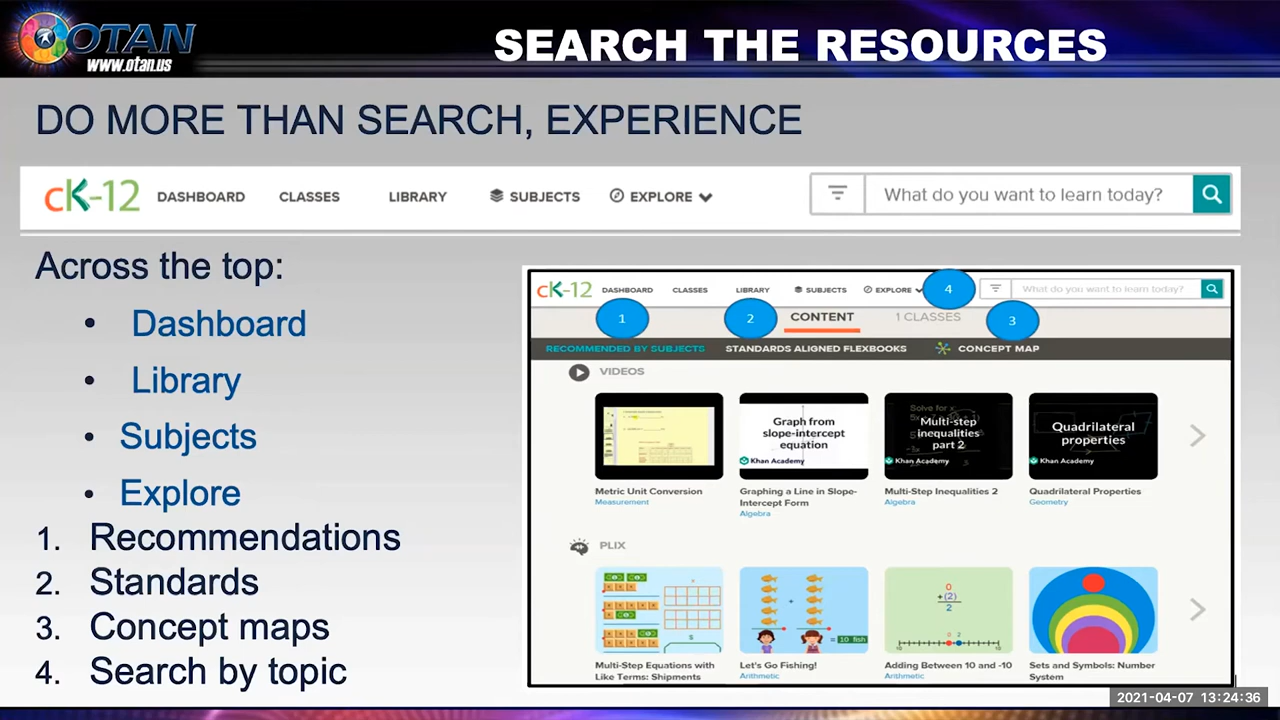 OTAN
www.otan.us
SEARCH THE RESOURCES
DO MORE THAN SEARCH, EXPERIENCE
cK-12 DASHBOARD CLASSES LIBRARY SUBJECTS EXPLORE What do you want to learn today?
Across the top:
• Dashboard
• Library
• Subjects
• Explore
1. Recommendations
2. Standards
3. Concept maps
4. Search by topic
cK-12 DASHBOARD CLASSES LIBRARY SUBJECTS EXPLORE 4 What do you want to learn today?
1 2 CONTENT 1 CLASSES 3
RECOMMENDED BY SUBJECTS STANDARDS ALIGNED FLEXBOOKS CONCEPT MAP
VIDEOS
Graph from
slope-intercept
equation
Khan Academy
Solve for x
Multi-step
inequalities
part 2
Khan Academy
Quadrilateral
properties
Khan Academy
Metric Unit Conversion
Measurement
Graphing a Line in Slope-
Intercept Form
Algebra
Multi-Step Inequalities 2
Algebra
Quadrilateral Properties
Geometry
PLIX
= 10 fish
0
+(2)
2
Multi-Step Equations with
Like Terms: Shipments
Let's Go Fishing!
Arithmetic
Adding Between 10 and -10
Arithmetic
Sets and Symbols: Number
System
2021-04-07 13:24:36